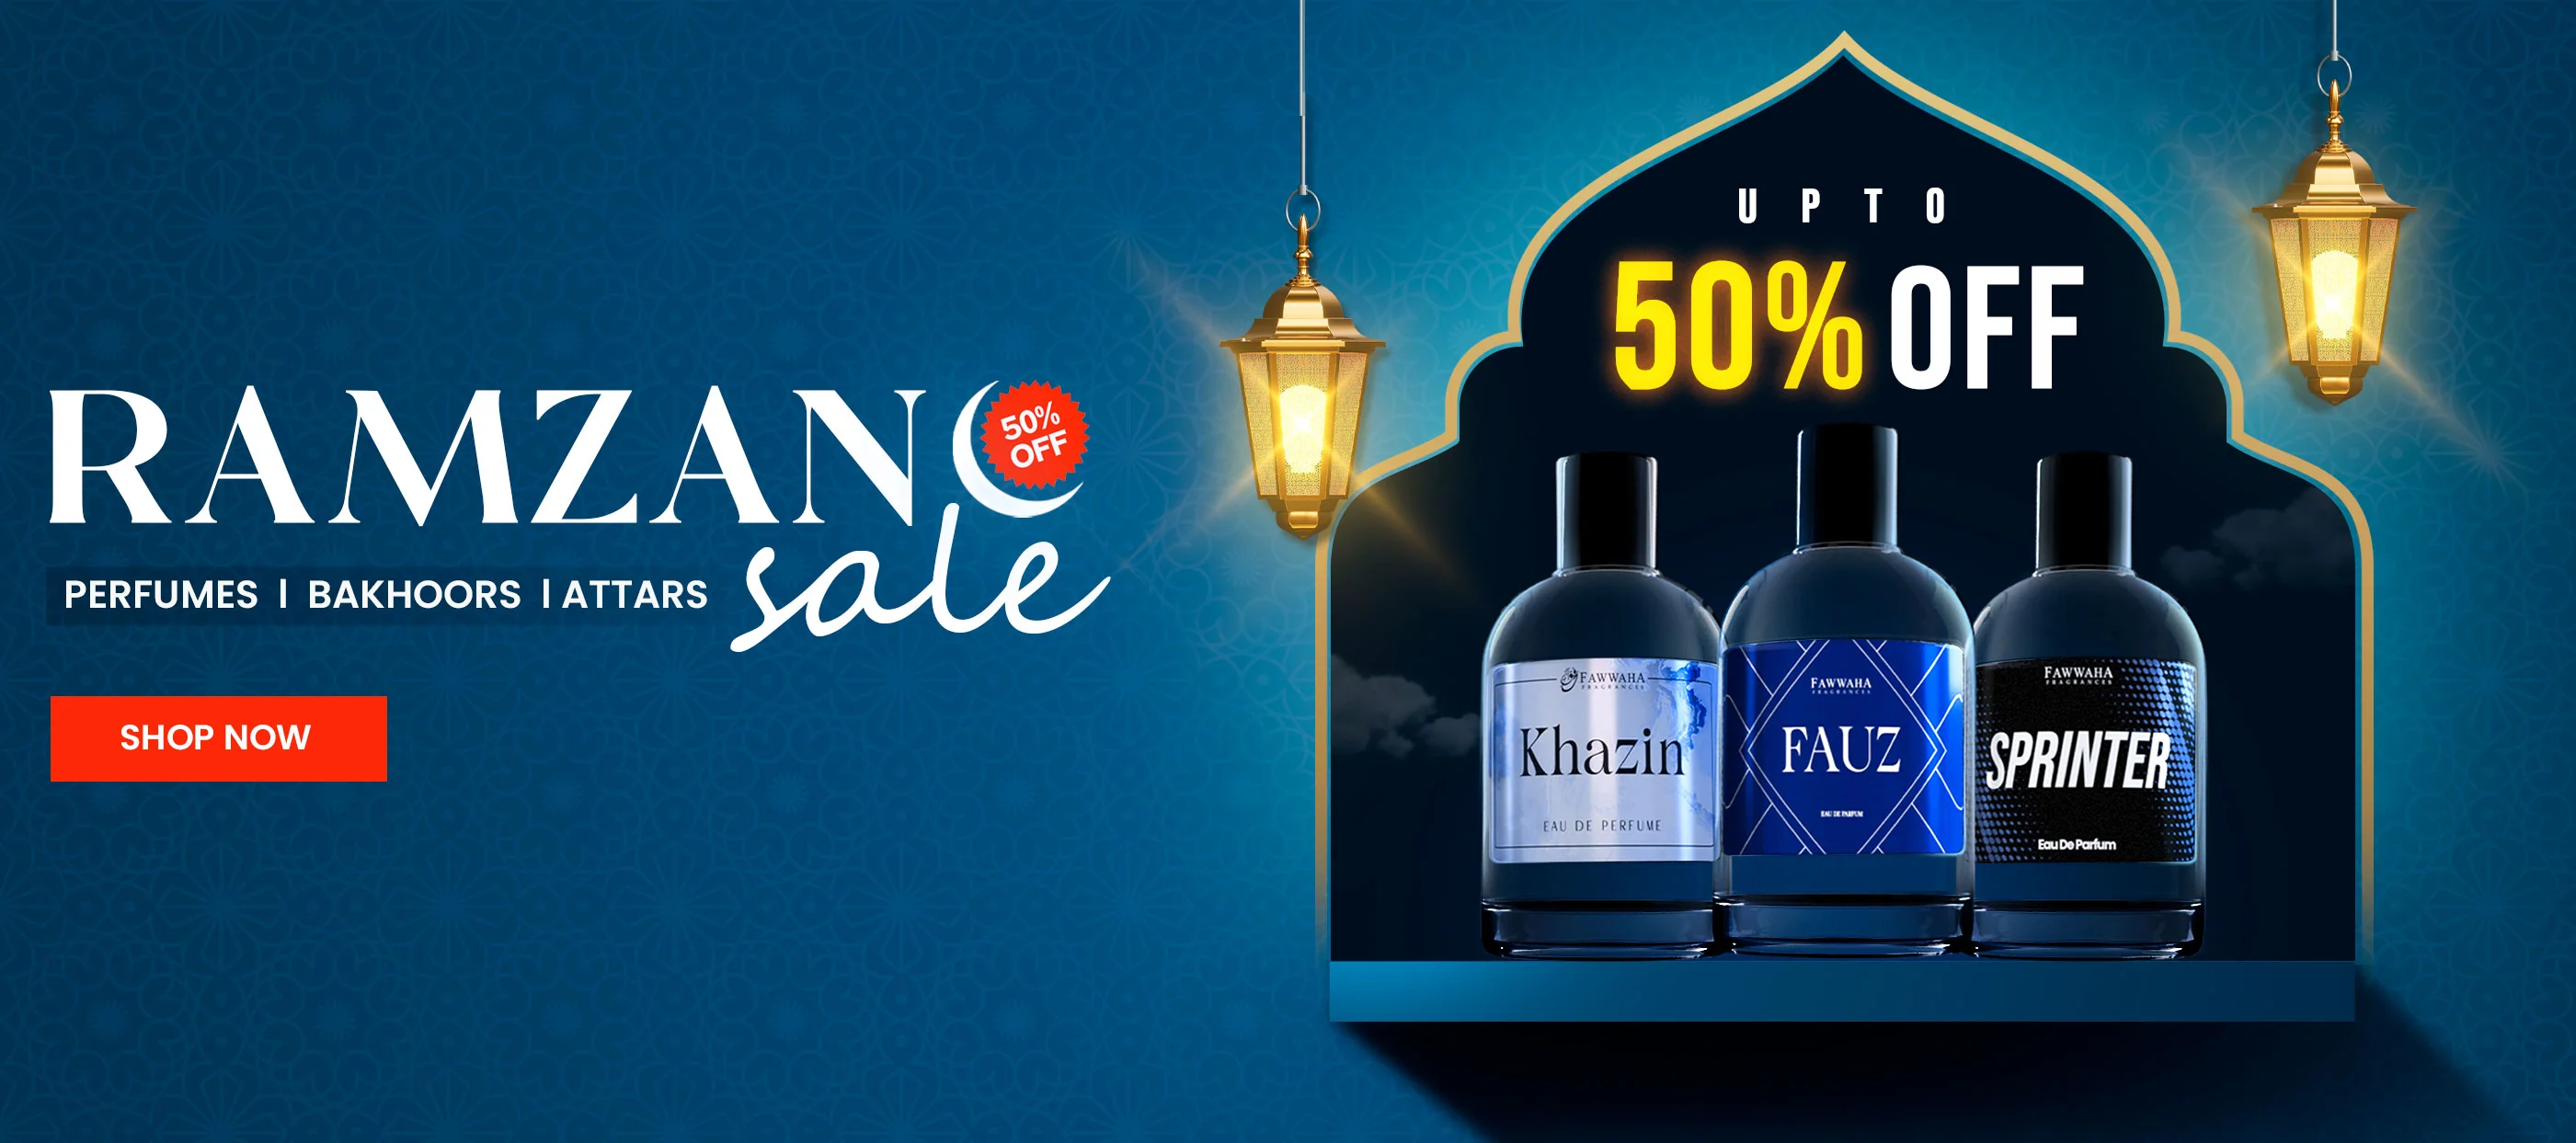 RAMZAN
50%
OFF
sale
PERFUMES | BAKHOORS | ATTARS
SHOP NOW
UPTO
50% OFF
FAWWAHA
FRAGRANCES
Khazin
EAU DE PERFUME
FAWWAHA
FRAGRANCES
FAUZ
EAU DE PARFUM
FAWWAHA
FRAGRANCES
SPRINTER
Eau De Parfum